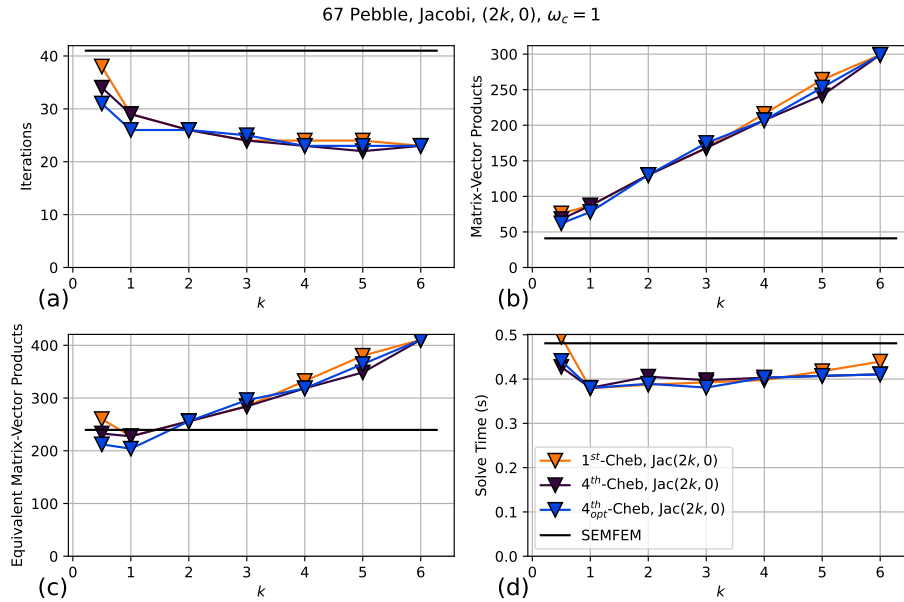 67 Pebble, Jacobi, (2k, 0), ω_c = 1
40
30
20
10
0
Iterations
0 1 2 3 4 5 6
k
(a)
300
250
200
150
100
50
0
Matrix-Vector Products
0 1 2 3 4 5 6
k
(b)
400
300
200
100
0
Equivalent Matrix-Vector Products
0 1 2 3 4 5 6
k
(c)
0.5
0.4
0.3
0.2
0.1
0.0
Solve Time (s)
1^{st}-Cheb, Jac(2k, 0)
4^{th}-Cheb, Jac(2k, 0)
4^{th}_{opt}-Cheb, Jac(2k, 0)
SEMFEM
0 1 2 3 4 5 6
k
(d)